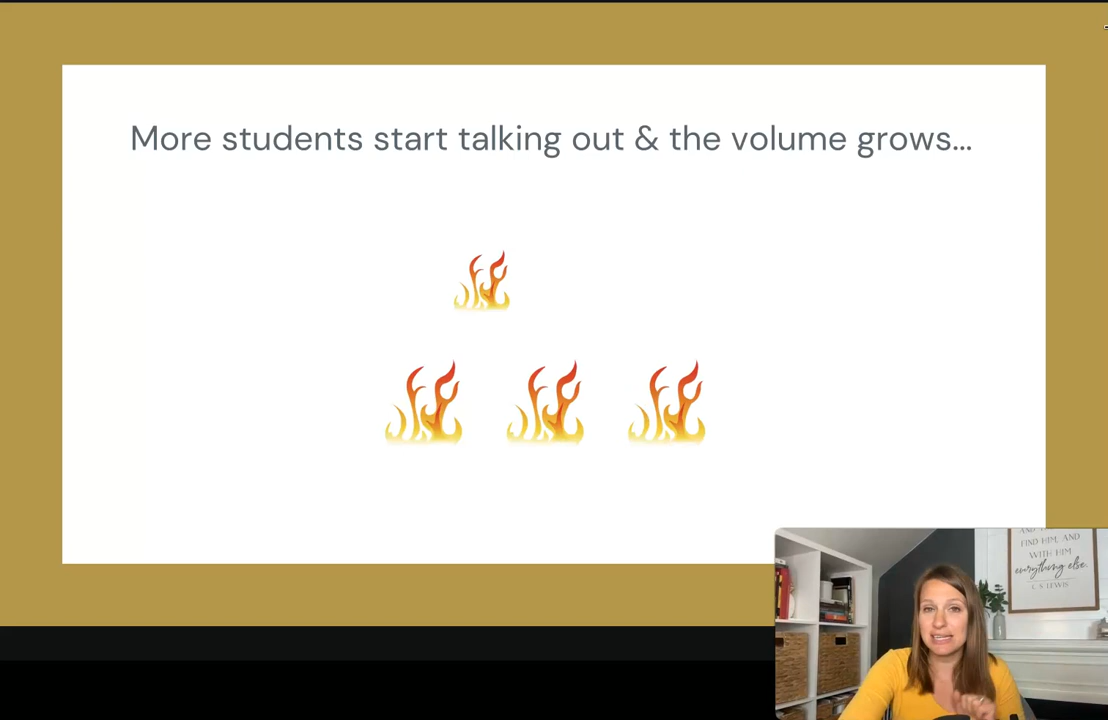 More students start talking out & the volume grows...
FIND HIM, AND
WITH HIM
everything else.
C. S. LEWIS